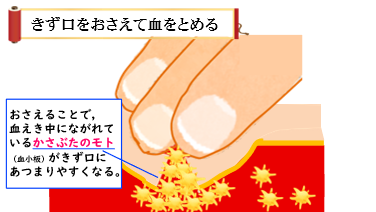 きず口をおさえて血をとめる
おさえることで，
血えき中にながれて
いるかさぶたのモト
（血小板）がきず口に
あつまりやすくなる。